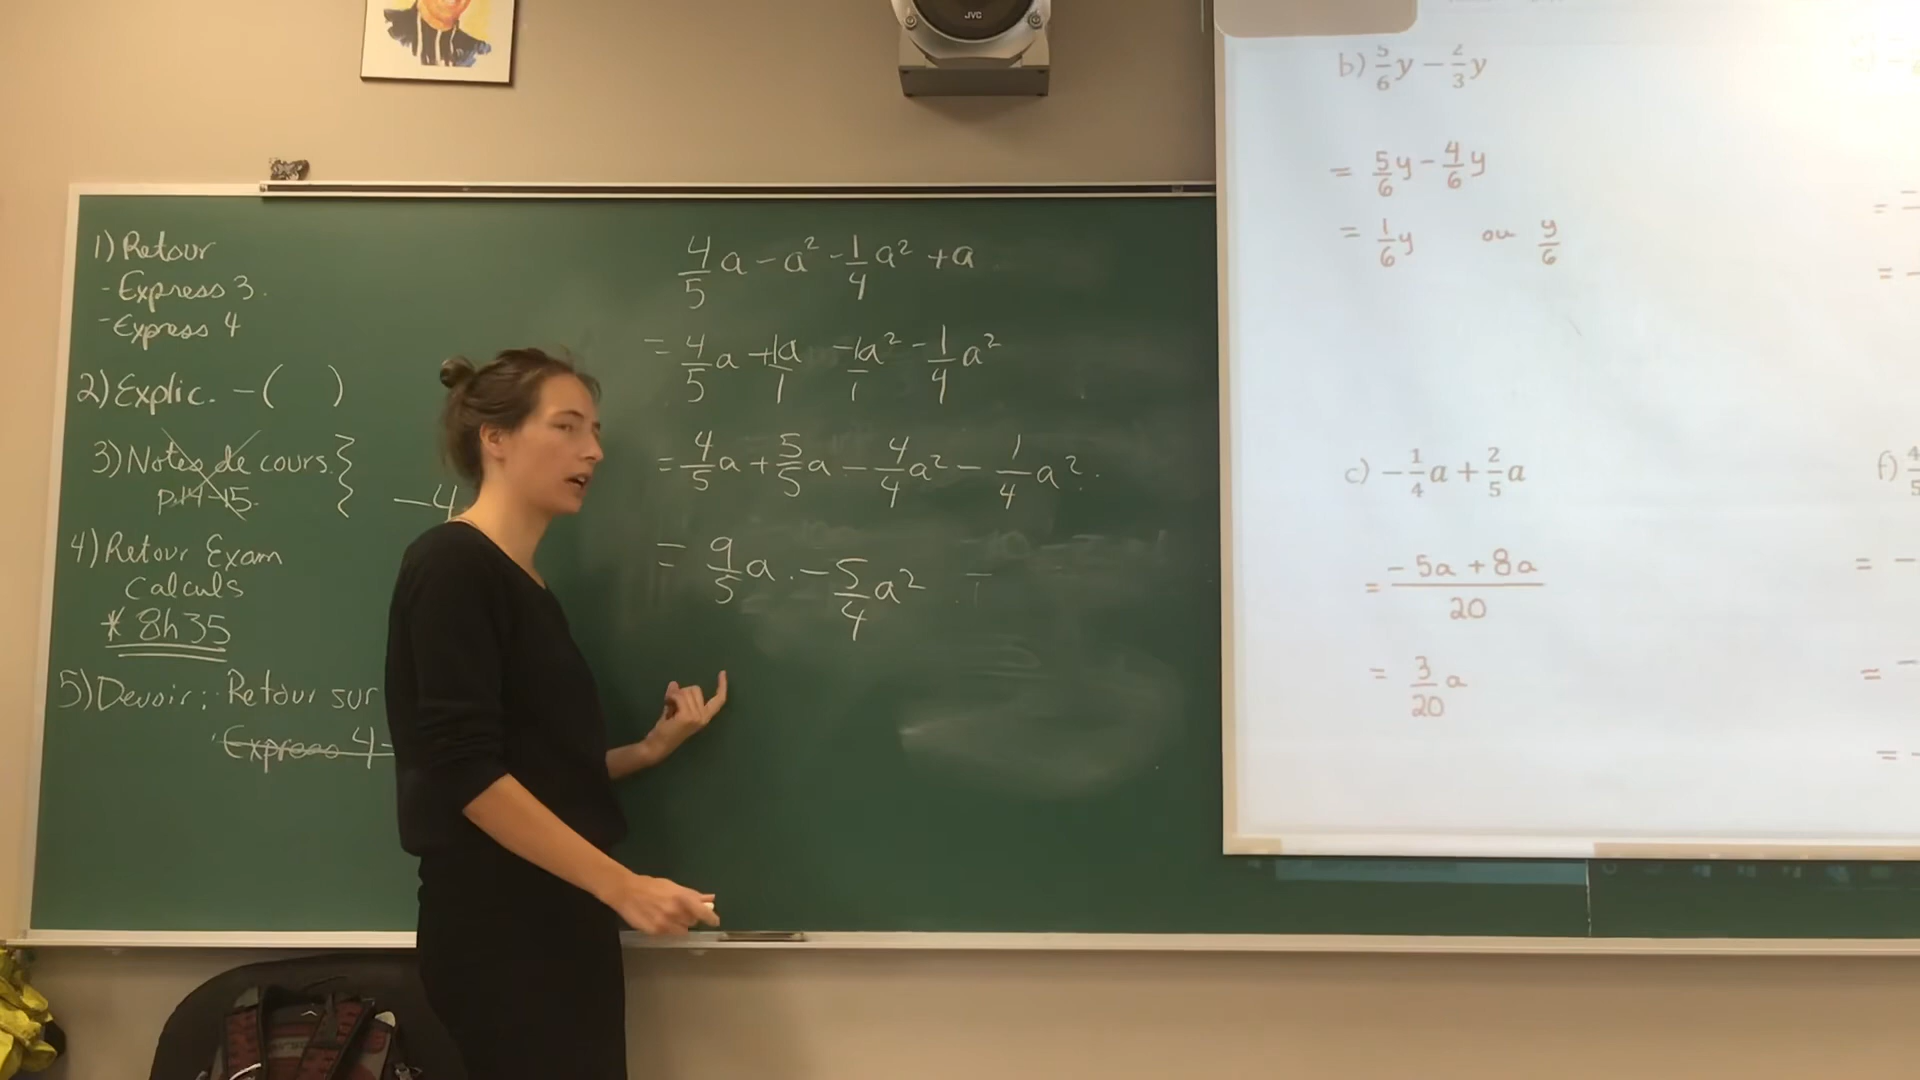 JVC
1) Retour
- Express 3.
- Express 4
2) Explic. - ( )
3) Notes de cours.
p.14-15.
4) Retour Exam
Calculs
* 8h35
5) Devoir: Retour sur
Express 4-
-4
4/5 a - a² - 1/4 a² + a
= 4/5 a + 1a/1 - 1a²/1 - 1/4 a²
= 4/5 a + 5/5 a - 4/4 a² - 1/4 a².
= 9/5 a. - 5/4 a²
b) 5/6 y - 2/3 y
= 5/6 y - 4/6 y
= 1/6 y ou y/6
c) - 1/4 a + 2/5 a
= (-5a + 8a)/20
= 3/20 a
f) 4/5
= -
= -
= -